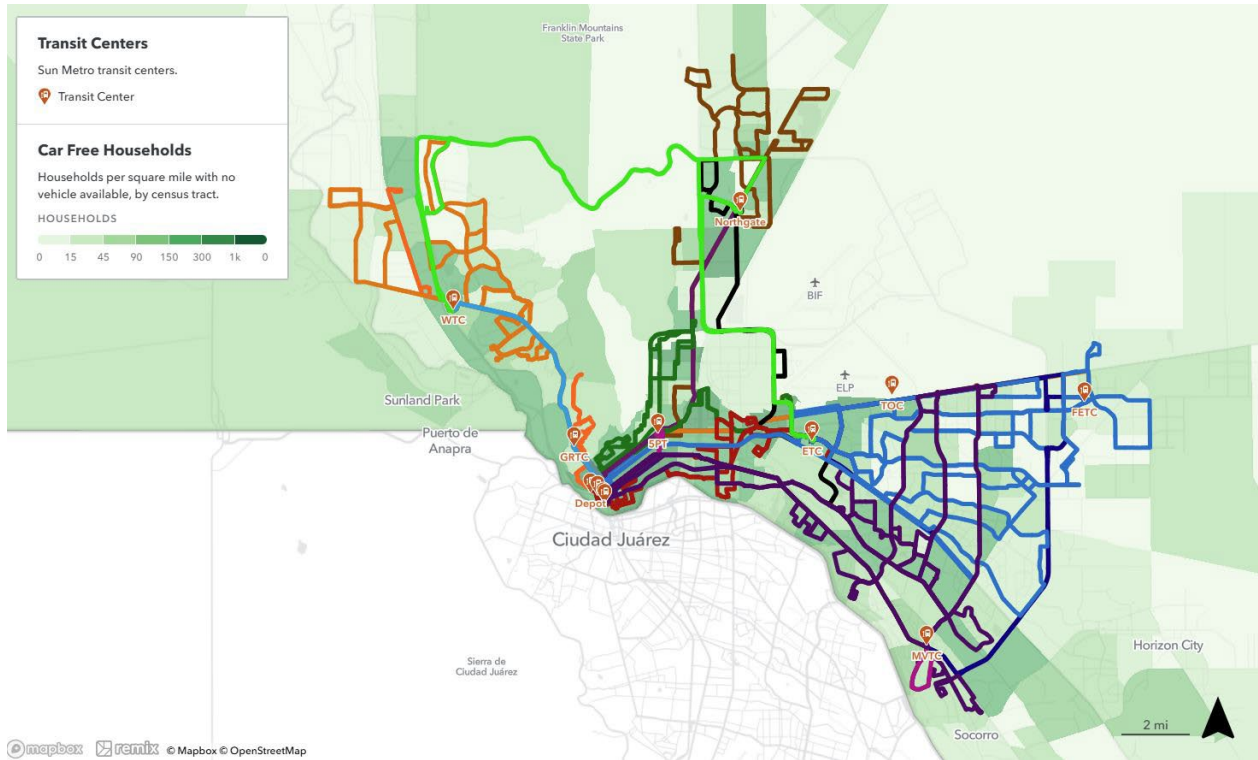 Transit Centers
Sun Metro transit centers.
Transit Center
Car Free Households
Households per square mile with no
vehicle available, by census tract.
HOUSEHOLDS
0 15 45 90 150 300 1k 0
Franklin Mountains
State Park
Northgate
BIF
WTC
ELP
TOC
FETC
Sunland Park
Puerto de
Anapra
GRTC
5PT
ETC
Depot
Ciudad Juárez
Sierra de
Ciudad Juárez
MVTC
Horizon City
Socorro
2 mi
mapbox remix © Mapbox © OpenStreetMap